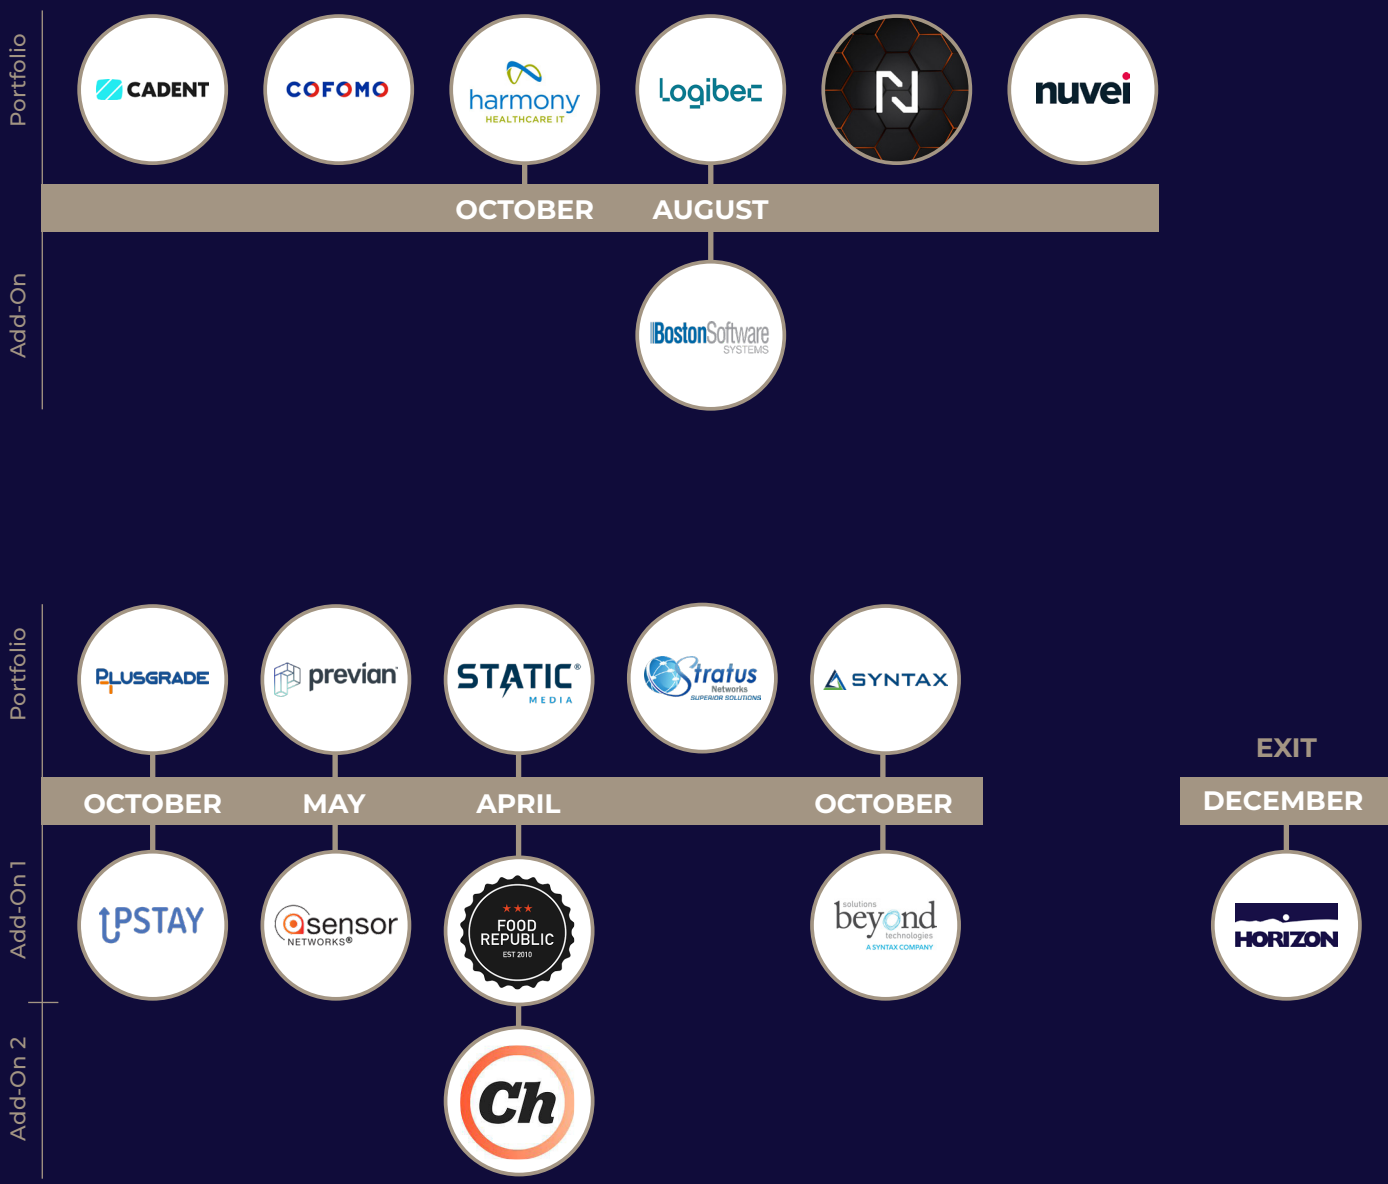 Portfolio
CADENT
COFOMO
harmony
HEALTHCARE IT
Logibec
N
nuvei
OCTOBER
AUGUST
Add-On
BostonSoftware
SYSTEMS
Portfolio
PLUSGRADE
previan
STATIC®
MEDIA
Stratus
Networks
SUPERIOR SOLUTIONS
SYNTAX
EXIT
OCTOBER
MAY
APRIL
OCTOBER
DECEMBER
Add-On 1
UPSTAY
sensor
NETWORKS®
FOOD
REPUBLIC
EST 2010
solutions
beyond
technologies
A SYNTAX COMPANY
HORIZON
Add-On 2
Ch